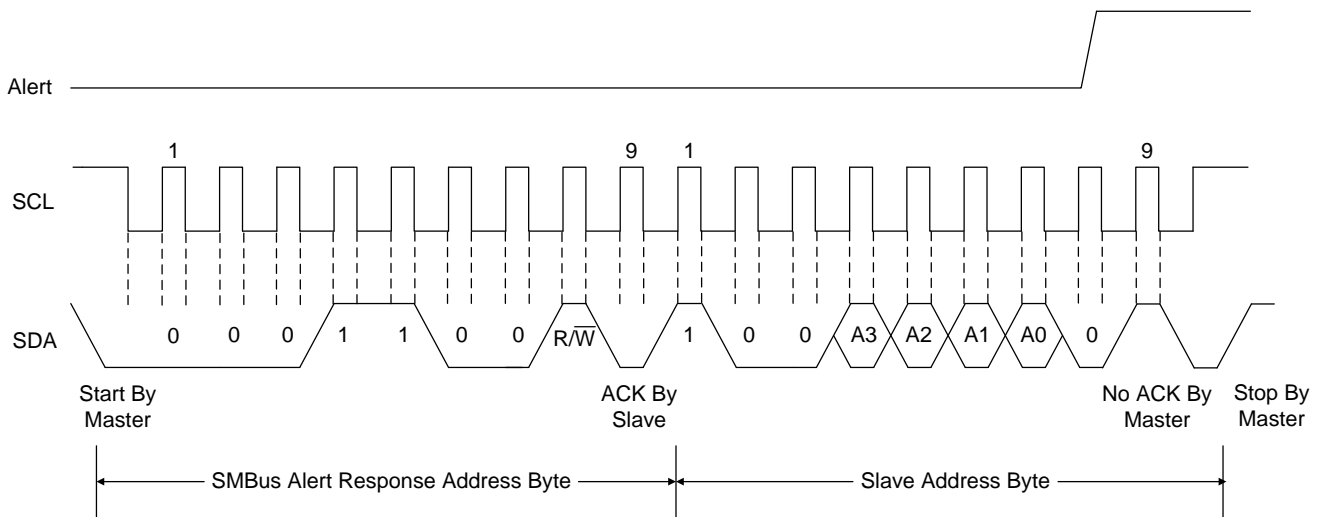 Alert
1 9 1 9
SCL
SDA
0 0 0 1 1 0 0 R/W̅ 1 0 0 A3 A2 A1 A0 0
Start By
Master
ACK By
Slave
No ACK By
Master
Stop By
Master
SMBus Alert Response Address Byte
Slave Address Byte